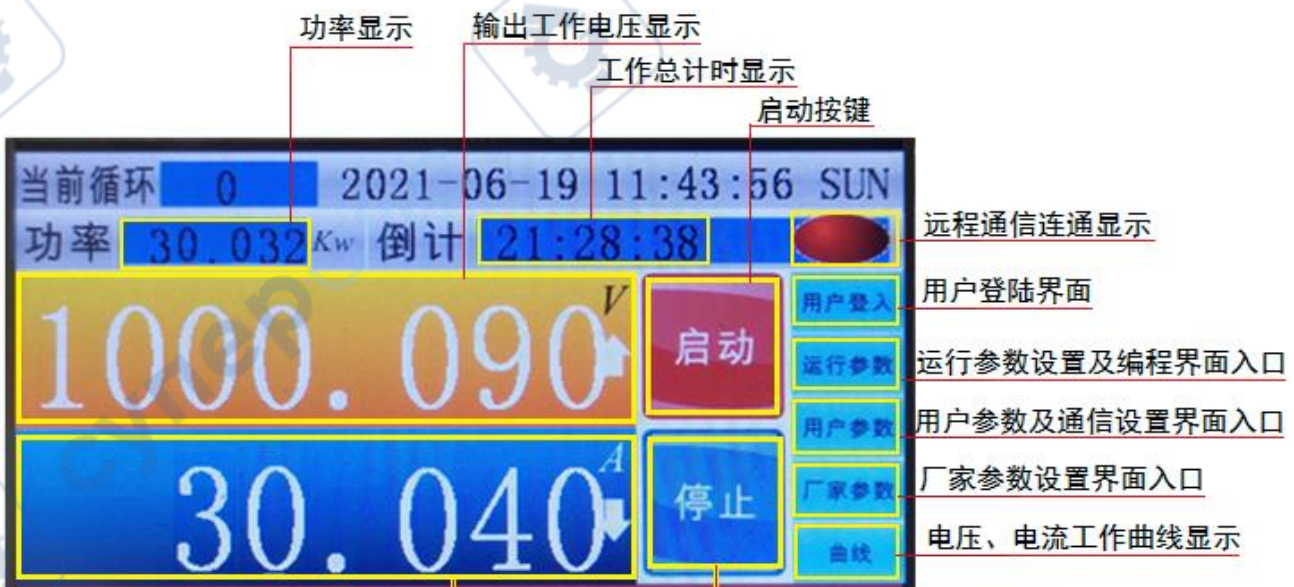 功率显示
输出工作电压显示
工作总计时显示
启动按键
当前循环 0 2021-06-19 11:43:56 SUN
功率 30.032 Kw 倒计 21:28:38
远程通信连通显示
1000.090 V
启动
用户登入
用户登陆界面
运行参数
运行参数设置及编程界面入口
用户参数
用户参数及通信设置界面入口
30.040 A
停止
厂家参数
厂家参数设置界面入口
曲线
电压、电流工作曲线显示